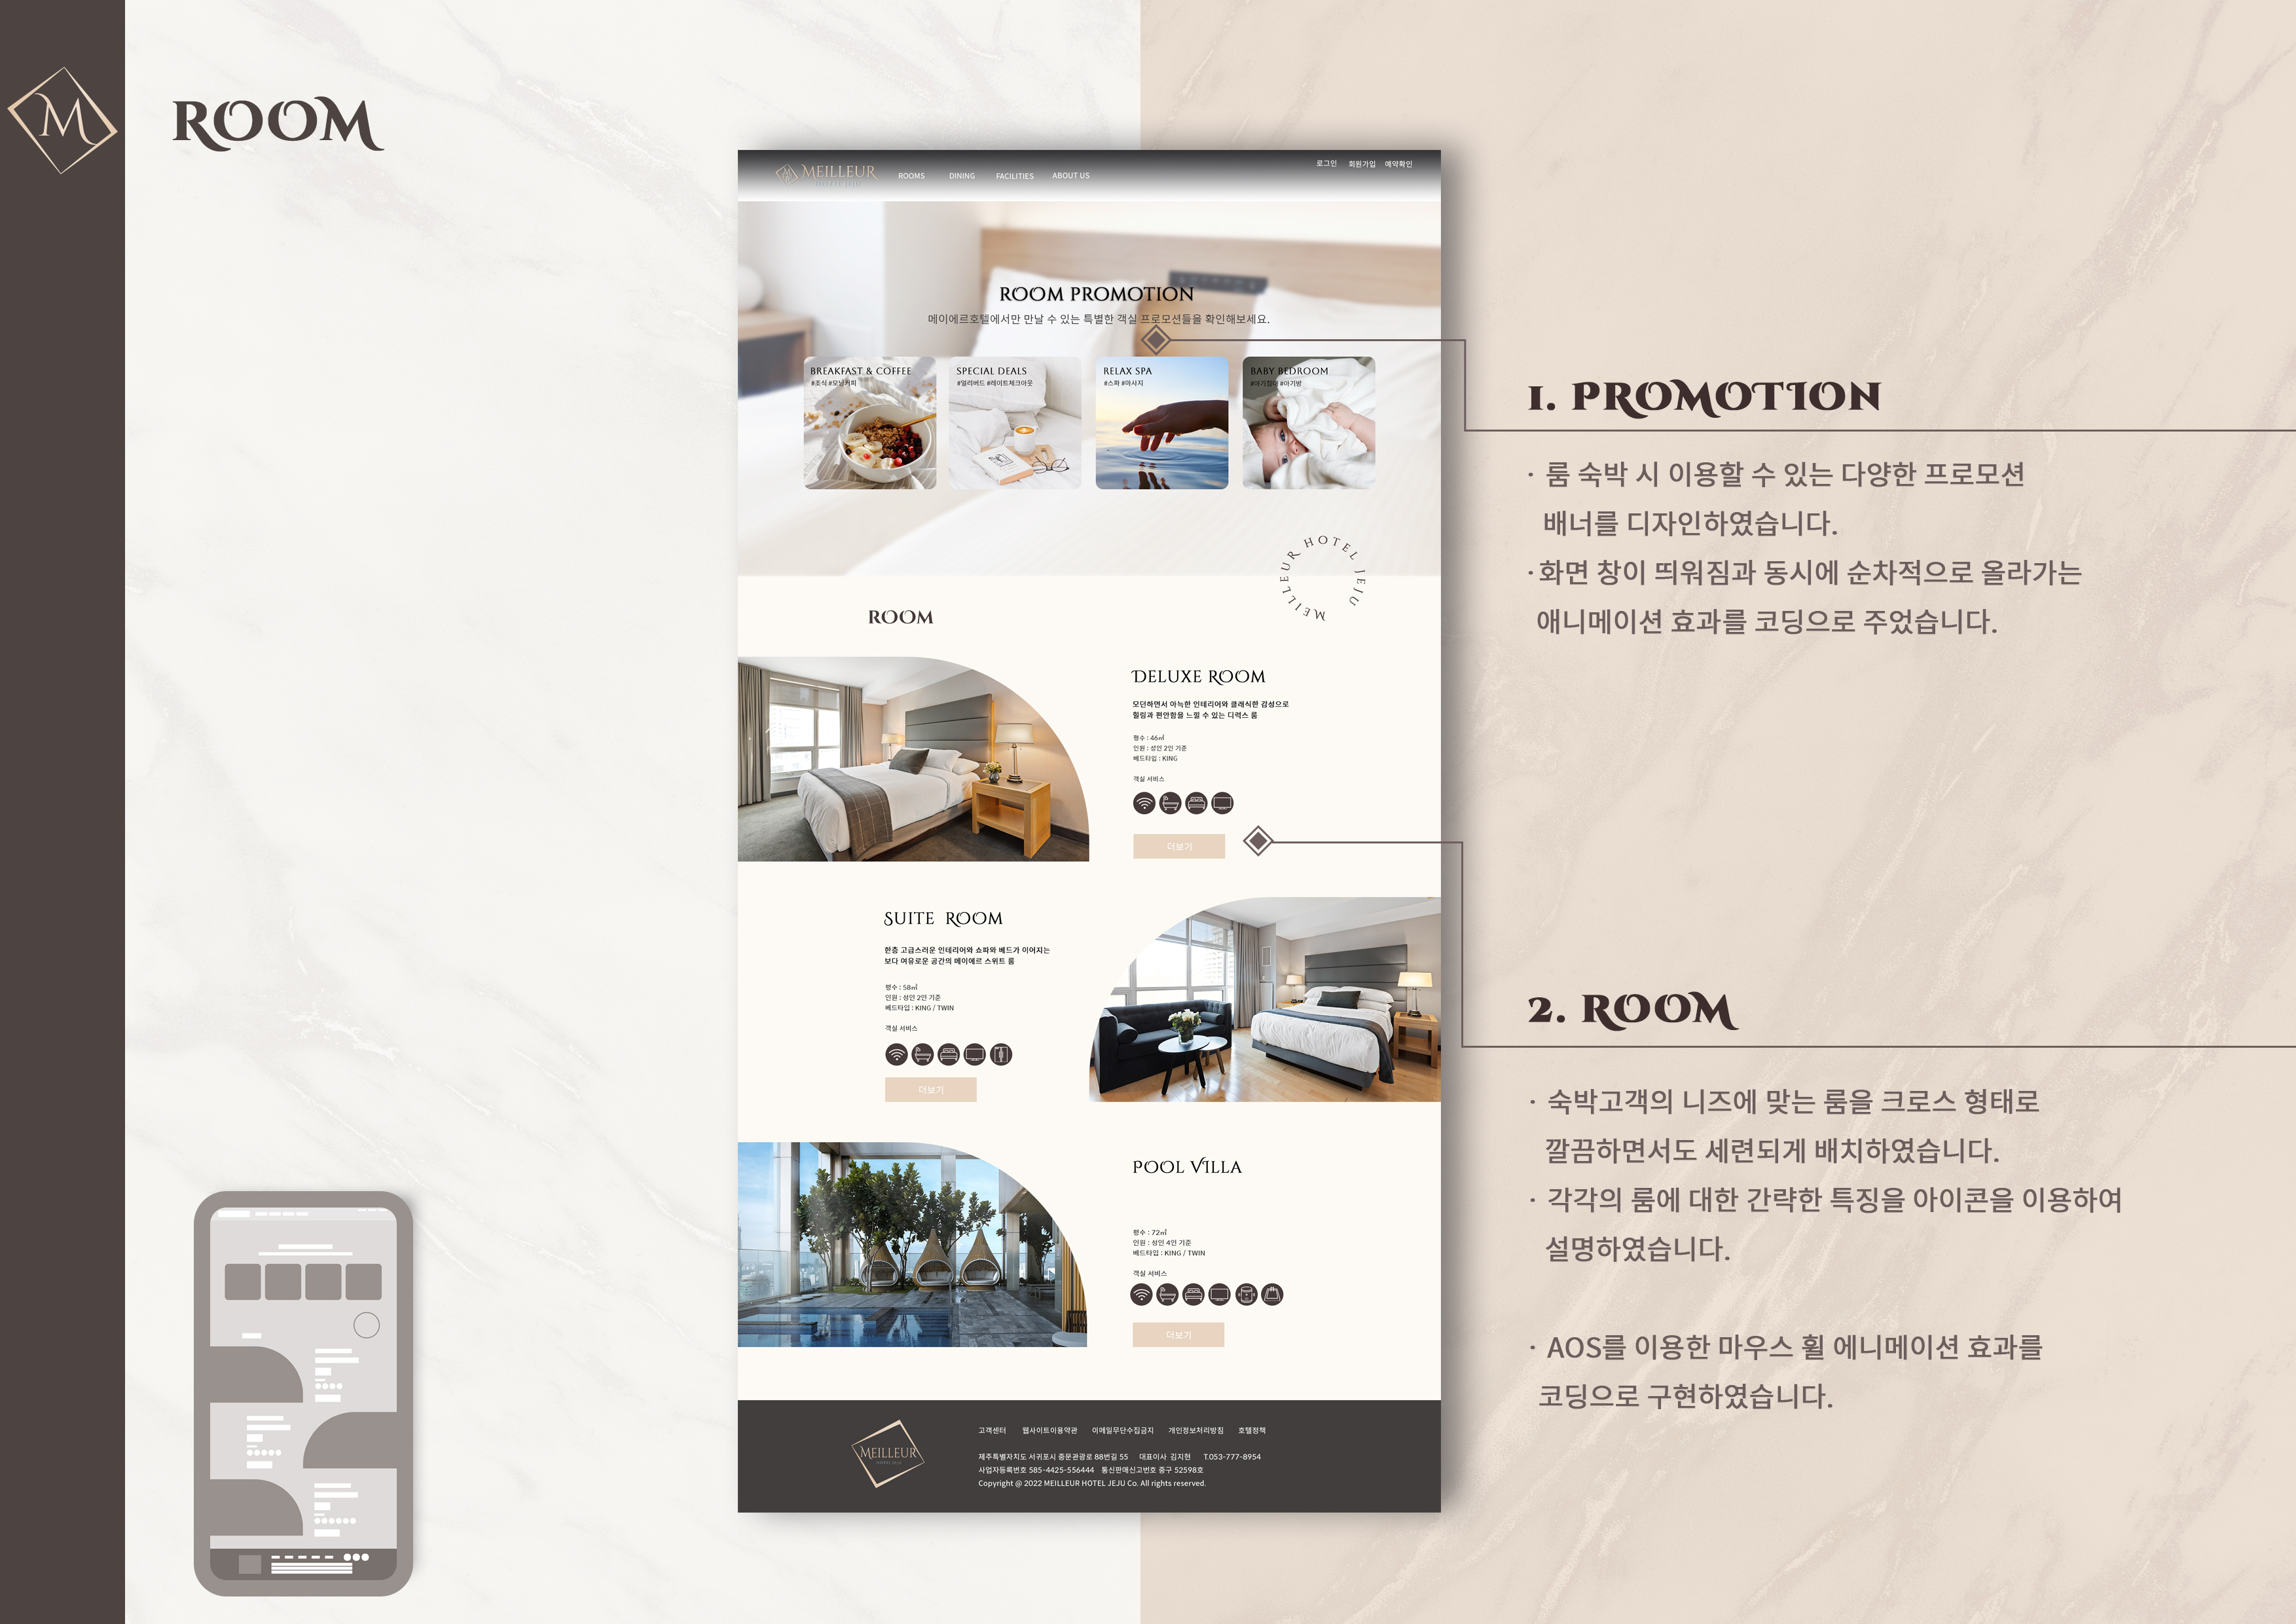 M
ROOM
MEILLEUR
HOTEL JEJU
ROOMS DINING FACILITIES ABOUT US
로그인 회원가입 예약확인
ROOM PROMOTION
메이에르호텔에서만 만날 수 있는 특별한 객실 프로모션들을 확인해보세요.
BREAKFAST & COFFEE
#조식 #모닝커피
SPECIAL DEALS
#얼리버드 #레이트체크아웃
RELAX SPA
#스파 #마사지
BABY BEDROOM
#아기침대 #아기방
MEILLEUR HOTEL JEJU
ROOM
DELUXE ROOM
모던하면서 아늑한 인테리어와 클래식한 감성으로
힐링과 편안함을 느낄 수 있는 디럭스 룸
평수 : 46㎡
인원 : 성인 2인 기준
베드타입 : KING
객실 서비스
더보기
SUITE ROOM
한층 고급스러운 인테리어와 쇼파와 베드가 이어지는
보다 여유로운 공간의 메이에르 스위트 룸
평수 : 58㎡
인원 : 성인 2인 기준
베드타입 : KING / TWIN
객실 서비스
더보기
POOL VILLA
평수 : 72㎡
인원 : 성인 4인 기준
베드타입 : KING / TWIN
객실 서비스
더보기
MEILLEUR
HOTEL JEJU
고객센터 웹사이트이용약관 이메일무단수집금지 개인정보처리방침 호텔정책
제주특별자치도 서귀포시 중문관광로 88번길 55 대표이사 김지현 T.053-777-8954
사업자등록번호 585-4425-556444 통신판매신고번호 중구 52598호
Copyright @ 2022 MEILLEUR HOTEL JEJU Co. All rights reserved.
1. PROMOTION
· 룸 숙박 시 이용할 수 있는 다양한 프로모션
배너를 디자인하였습니다.
· 화면 창이 띄워짐과 동시에 순차적으로 올라가는
애니메이션 효과를 코딩으로 주었습니다.
2. ROOM
· 숙박고객의 니즈에 맞는 룸을 크로스 형태로
깔끔하면서도 세련되게 배치하였습니다.
· 각각의 룸에 대한 간략한 특징을 아이콘을 이용하여
설명하였습니다.
· AOS를 이용한 마우스 휠 에니메이션 효과를
코딩으로 구현하였습니다.